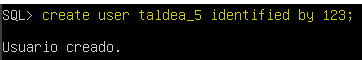 SQL> create user taldea_5 identified by 123;
Usuario creado.